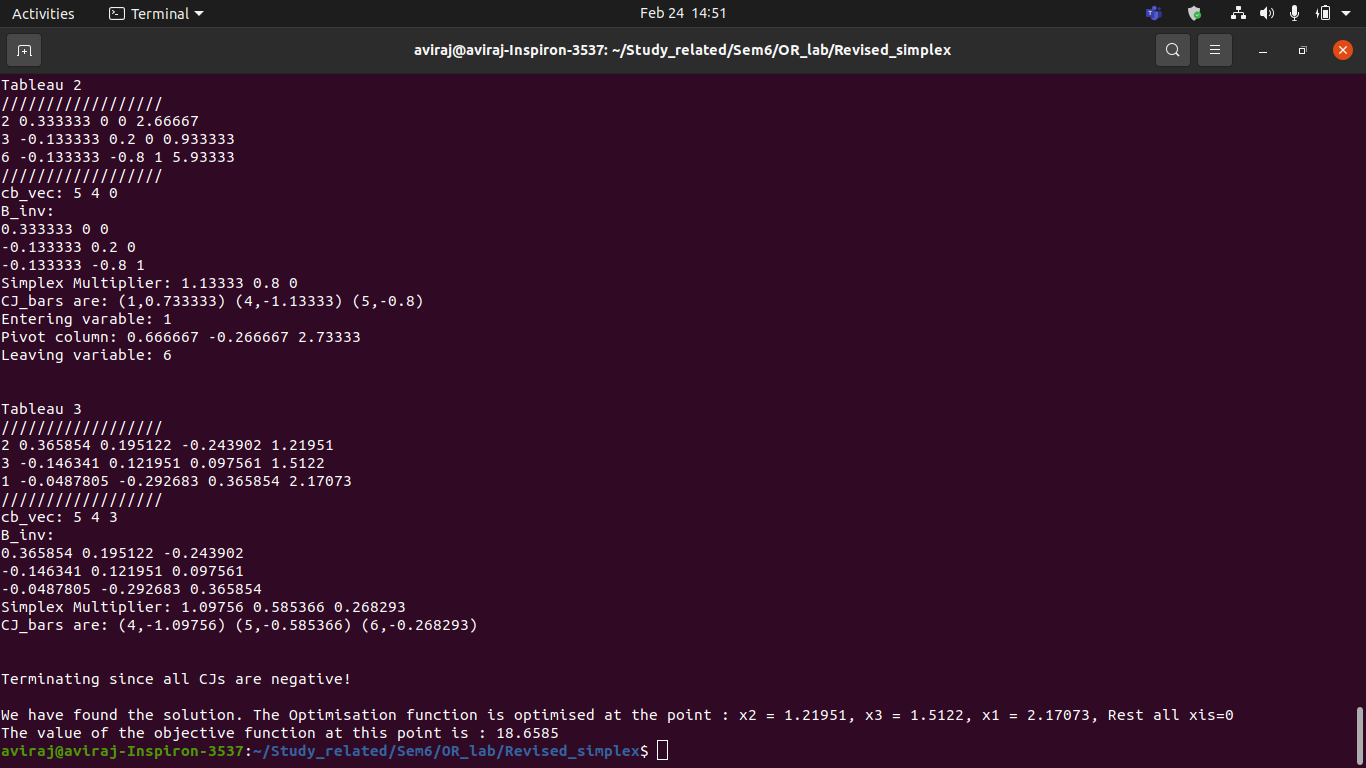 Activities Terminal Feb 24 14:51
aviraj@aviraj-Inspiron-3537: ~/Study_related/Sem6/OR_lab/Revised_simplex
Tableau 2
//////////////////
2 0.333333 0 0 2.66667
3 -0.133333 0.2 0 0.933333
6 -0.133333 -0.8 1 5.93333
//////////////////
cb_vec: 5 4 0
B_inv:
0.333333 0 0
-0.133333 0.2 0
-0.133333 -0.8 1
Simplex Multiplier: 1.13333 0.8 0
CJ_bars are: (1,0.733333) (4,-1.13333) (5,-0.8)
Entering varable: 1
Pivot column: 0.666667 -0.266667 2.73333
Leaving variable: 6
Tableau 3
//////////////////
2 0.365854 0.195122 -0.243902 1.21951
3 -0.146341 0.121951 0.097561 1.5122
1 -0.0487805 -0.292683 0.365854 2.17073
//////////////////
cb_vec: 5 4 3
B_inv:
0.365854 0.195122 -0.243902
-0.146341 0.121951 0.097561
-0.0487805 -0.292683 0.365854
Simplex Multiplier: 1.09756 0.585366 0.268293
CJ_bars are: (4,-1.09756) (5,-0.585366) (6,-0.268293)
Terminating since all CJs are negative!
We have found the solution. The Optimisation function is optimised at the point : x2 = 1.21951, x3 = 1.5122, x1 = 2.17073, Rest all xis=0
The value of the objective function at this point is : 18.6585
aviraj@aviraj-Inspiron-3537:~/Study_related/Sem6/OR_lab/Revised_simplex$